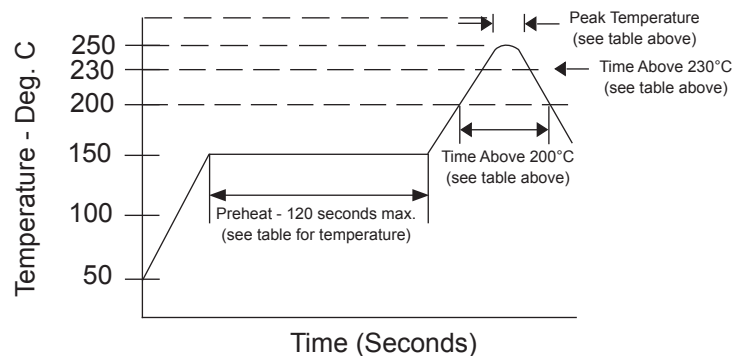 Peak Temperature
(see table above)
250
230
Time Above 230°C
(see table above)
200
150
Time Above 200°C
(see table above)
Preheat - 120 seconds max.
(see table for temperature)
100
50
Temperature - Deg. C
Time (Seconds)